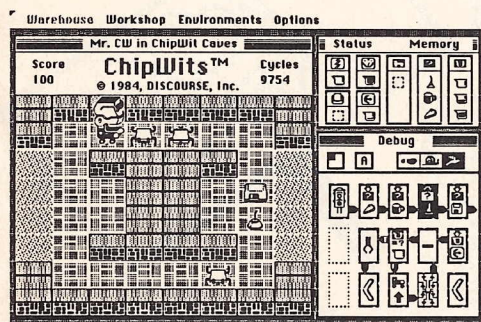 Warehouse Workshop Environments Options
Mr. CW in ChipWit Caves
Status Memory
Score ChipWits™ Cycles
100 © 1984, DISCOURSE, Inc. 9754
Debug
A